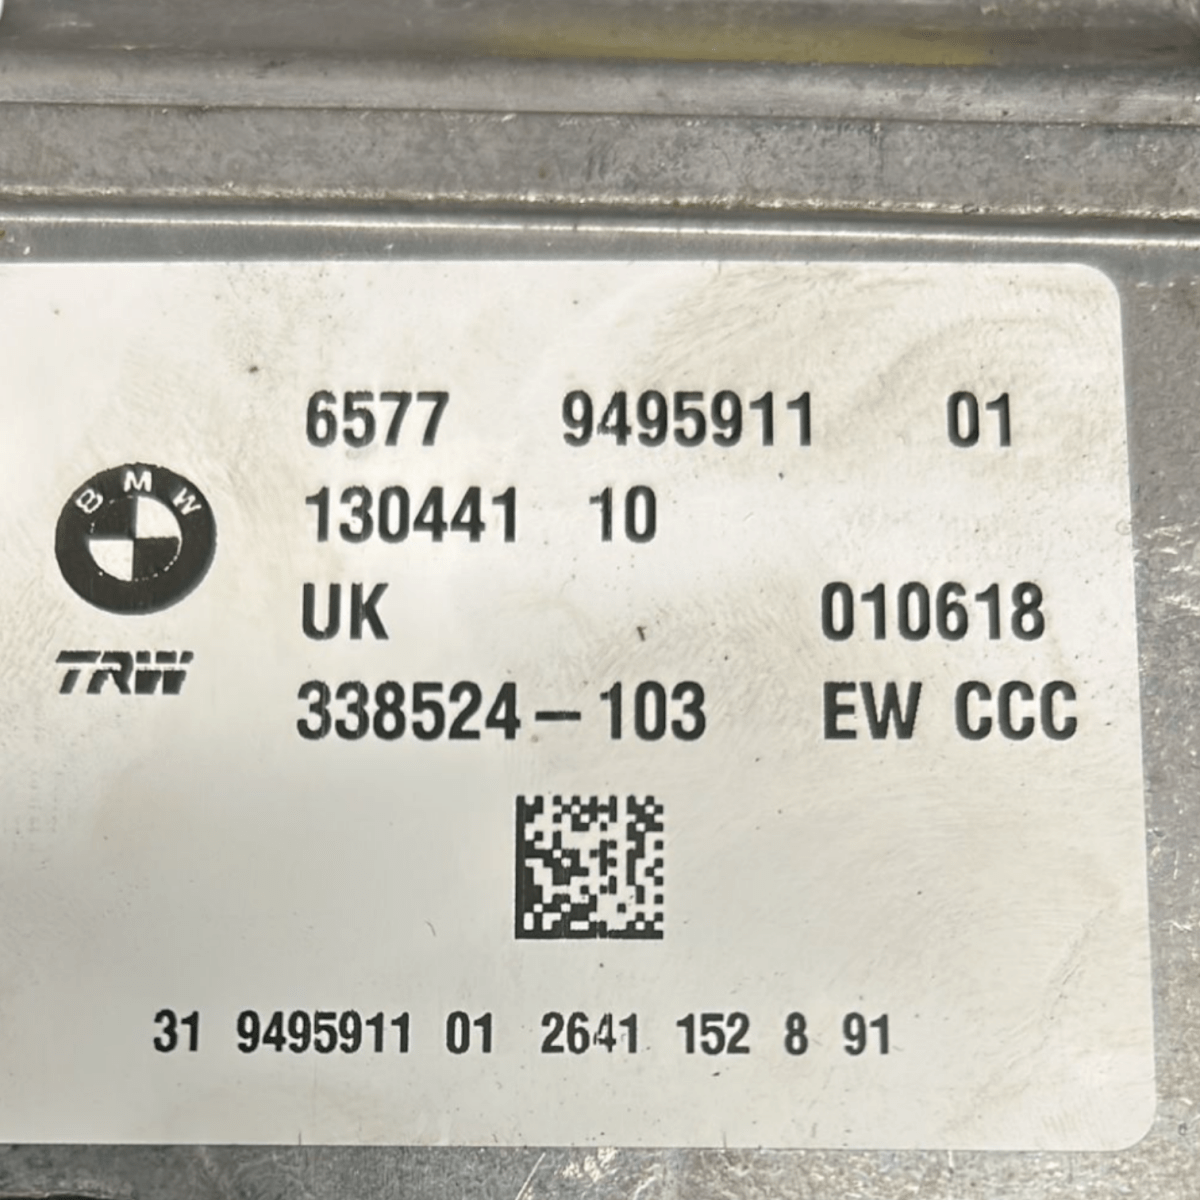 6577 9495911 01
130441 10
BMW
UK 010618
TRW
338524-103 EW CCC
31 9495911 01 2641 152 8 91